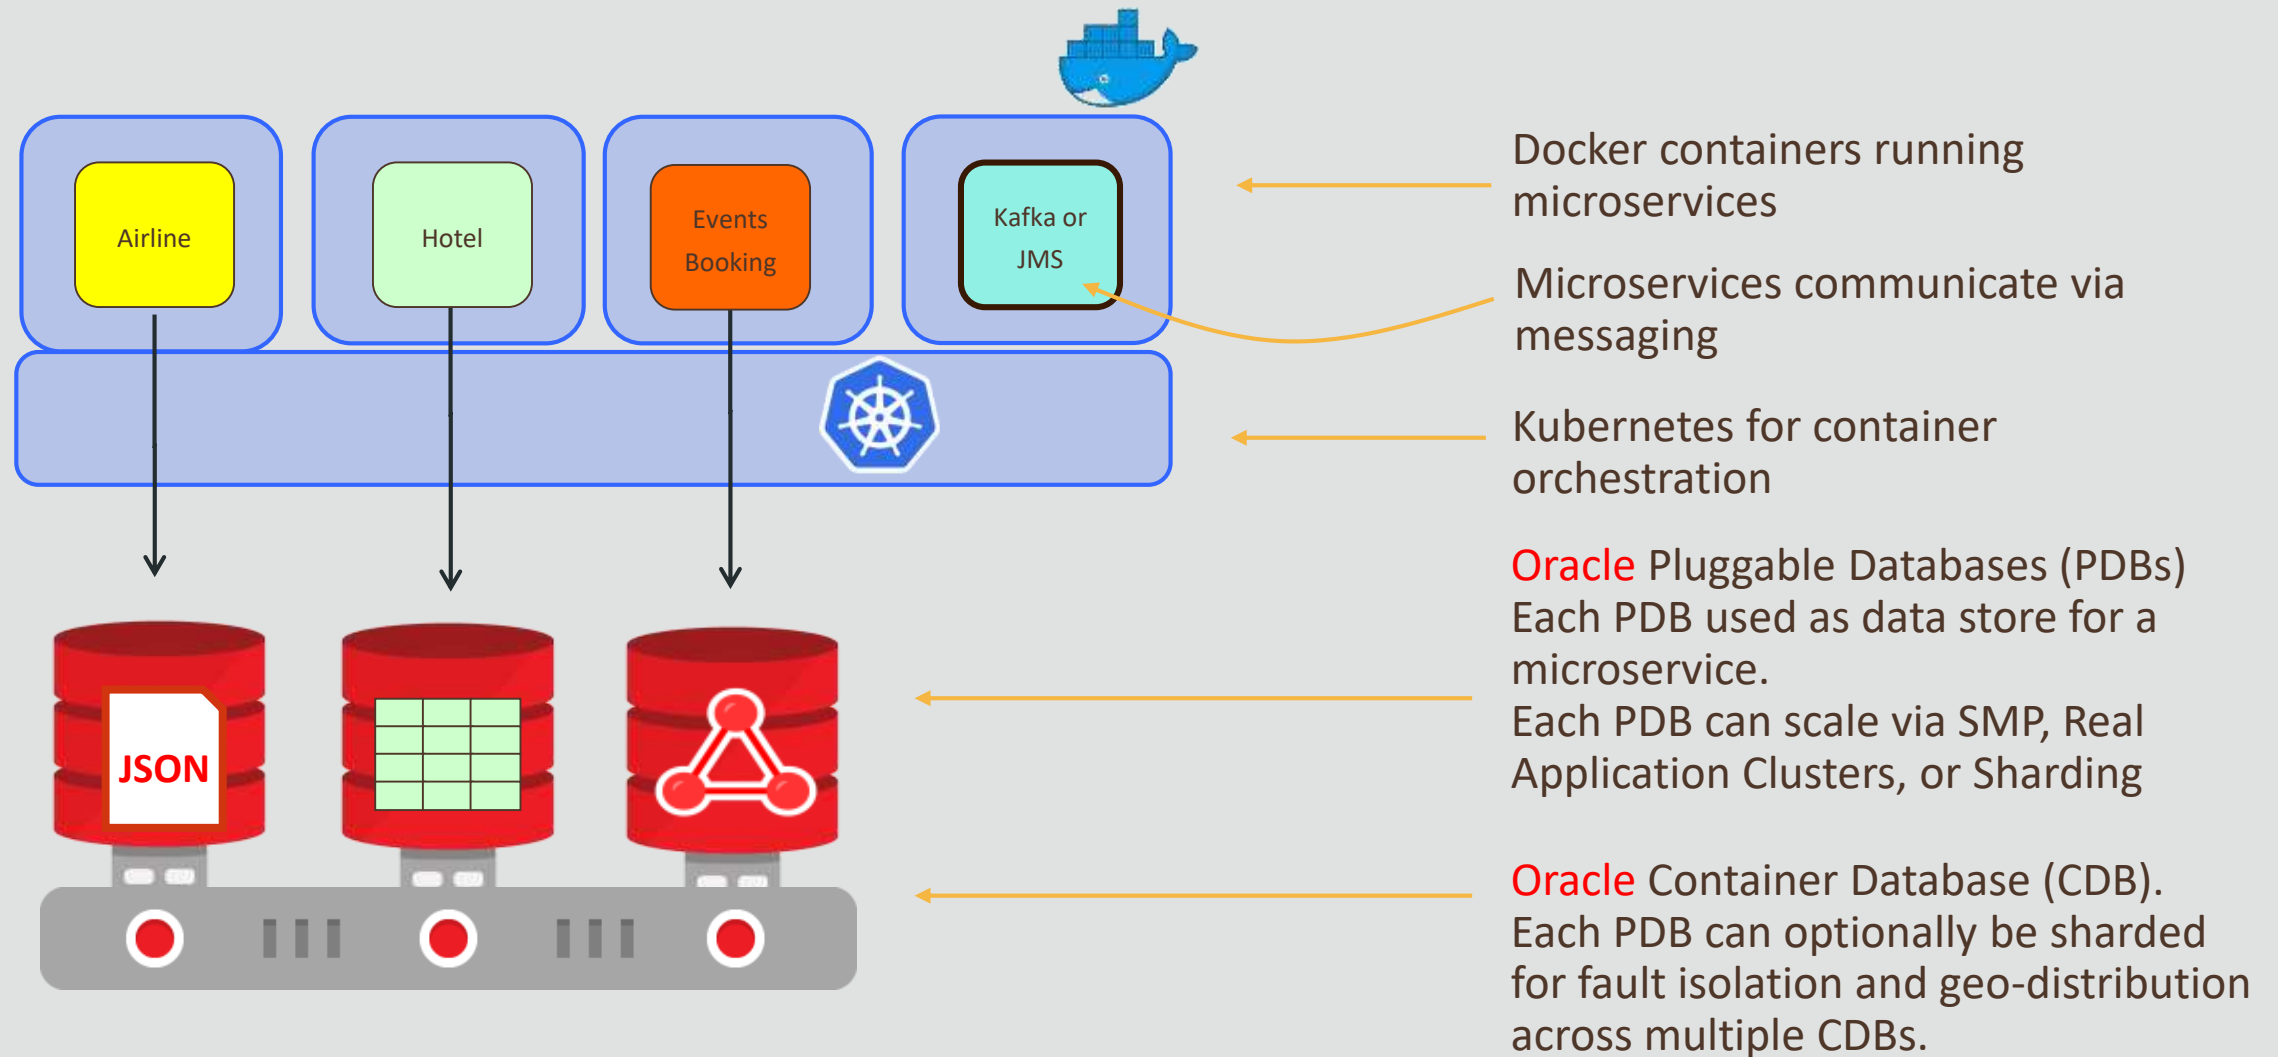 Airline
Hotel
Events
Booking
Kafka or
JMS
Docker containers running
microservices
Microservices communicate via
messaging
Kubernetes for container
orchestration
JSON
Oracle Pluggable Databases (PDBs)
Each PDB used as data store for a
microservice.
Each PDB can scale via SMP, Real
Application Clusters, or Sharding
Oracle Container Database (CDB).
Each PDB can optionally be sharded
for fault isolation and geo-distribution
across multiple CDBs.